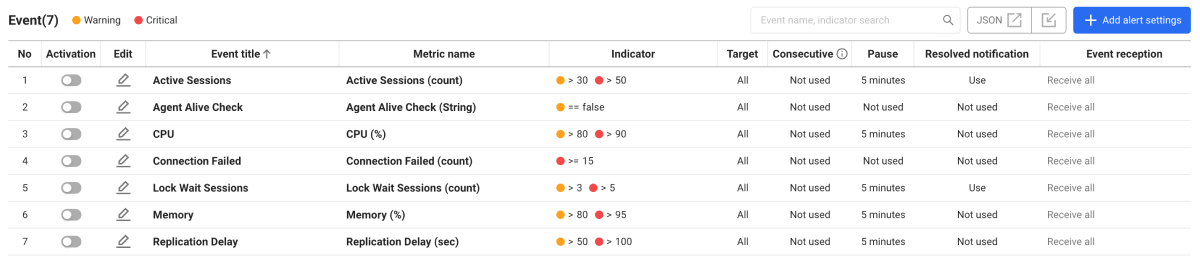 Event(7) Warning Critical Event name, indicator search JSON Add alert settings
No Activation Edit Event title ↑ Metric name Indicator Target Consecutive Pause Resolved notification Event reception
1 Active Sessions Active Sessions (count) > 30 > 50 All Not used 5 minutes Use Receive all
2 Agent Alive Check Agent Alive Check (String) == false All Not used Not used Not used Receive all
3 CPU CPU (%) > 80 > 90 All Not used 5 minutes Not used Receive all
4 Connection Failed Connection Failed (count) >= 15 All Not used Not used Not used Receive all
5 Lock Wait Sessions Lock Wait Sessions (count) > 3 > 5 All Not used 5 minutes Use Receive all
6 Memory Memory (%) > 80 > 95 All Not used 5 minutes Not used Receive all
7 Replication Delay Replication Delay (sec) > 50 > 100 All Not used 5 minutes Not used Receive all